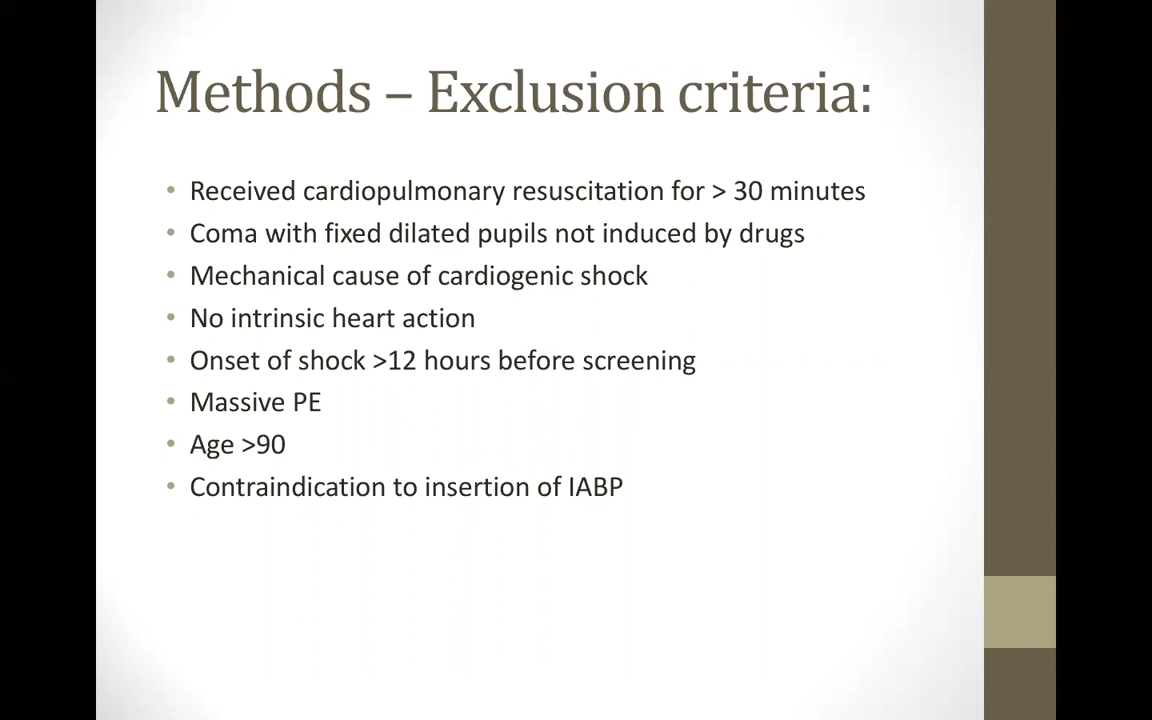 Methods – Exclusion criteria:
• Received cardiopulmonary resuscitation for > 30 minutes
• Coma with fixed dilated pupils not induced by drugs
• Mechanical cause of cardiogenic shock
• No intrinsic heart action
• Onset of shock >12 hours before screening
• Massive PE
• Age >90
• Contraindication to insertion of IABP